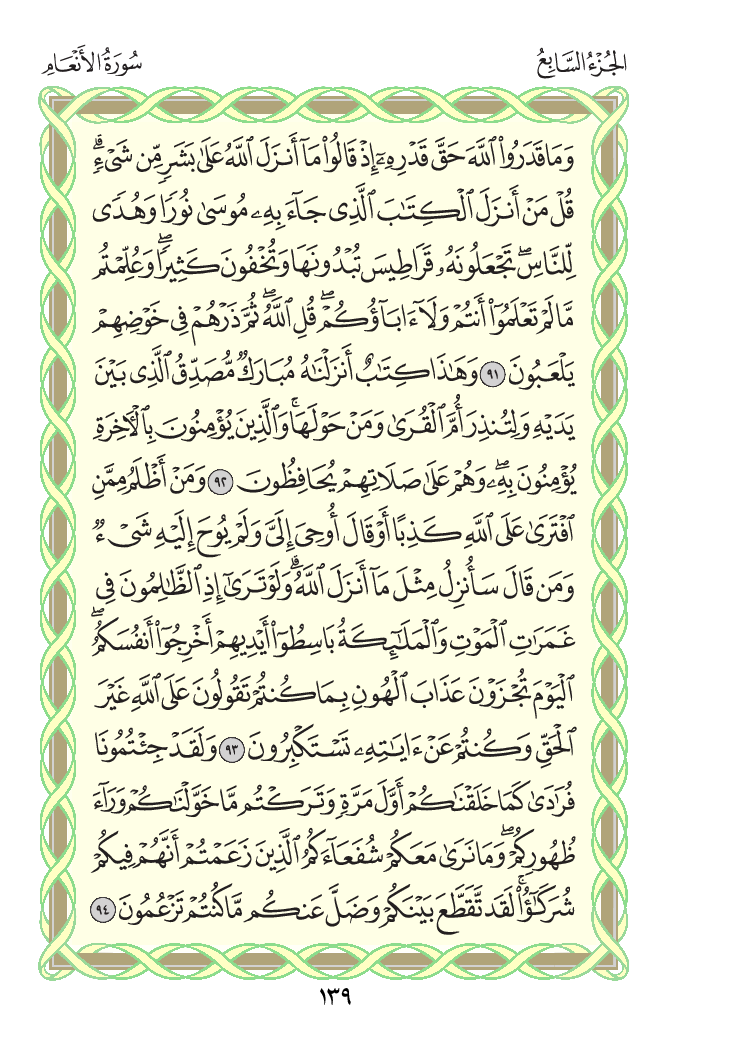 الجُزْءُ السَّابِعُ
سُورَةُ الأَنْعَامِ
وَمَا قَدَرُواْ ٱللَّهَ حَقَّ قَدْرِهِۦٓ إِذْ قَالُواْ مَآ أَنزَلَ ٱللَّهُ عَلَىٰ بَشَرٍ مِّن شَىْءٍۗ
قُلْ مَنْ أَنزَلَ ٱلْكِتَـٰبَ ٱلَّذِى جَآءَ بِهِۦ مُوسَىٰ نُورًا وَهُدًى
لِّلنَّاسِۖ تَجْعَلُونَهُۥ قَرَاطِيسَ تُبْدُونَهَا وَتُخْفُونَ كَثِيرًاۖ وَعُلِّمْتُم
مَّا لَمْ تَعْلَمُوٓاْ أَنتُمْ وَلَآ ءَابَآؤُكُمْۖ قُلِ ٱللَّهُۖ ثُمَّ ذَرْهُمْ فِى خَوْضِهِمْ
يَلْعَبُونَ ٩١ وَهَـٰذَا كِتَـٰبٌ أَنزَلْنَـٰهُ مُبَارَكٌ مُّصَدِّقُ ٱلَّذِى بَيْنَ
يَدَيْهِ وَلِتُنذِرَ أُمَّ ٱلْقُرَىٰ وَمَنْ حَوْلَهَاۚ وَٱلَّذِينَ يُؤْمِنُونَ بِٱلْأَخِرَةِ
يُؤْمِنُونَ بِهِۦۖ وَهُمْ عَلَىٰ صَلَاتِهِمْ يُحَافِظُونَ ٩٢ وَمَنْ أَظْلَمُ مِمَّنِ
ٱفْتَرَىٰ عَلَى ٱللَّهِ كَذِبًا أَوْ قَالَ أُوحِىَ إِلَىَّ وَلَمْ يُوحَ إِلَيْهِ شَىْءٌ
وَمَن قَالَ سَأُنزِلُ مِثْلَ مَآ أَنزَلَ ٱللَّهُۗ وَلَوْ تَرَىٰٓ إِذِ ٱلظَّـٰلِمُونَ فِى
غَمَرَٰتِ ٱلْمَوْتِ وَٱلْمَلَـٰٓئِكَةُ بَاسِطُوٓاْ أَيْدِيهِمْ أَخْرِجُوٓاْ أَنفُسَكُمُۖ
ٱلْيَوْمَ تُجْزَوْنَ عَذَابَ ٱلْهُونِ بِمَا كُنتُمْ تَقُولُونَ عَلَى ٱللَّهِ غَيْرَ
ٱلْحَقِّ وَكُنتُمْ عَنْ ءَايَـٰتِهِۦ تَسْتَكْبِرُونَ ٩٣ وَلَقَدْ جِئْتُمُونَا
فُرَٰدَىٰ كَمَا خَلَقْنَـٰكُمْ أَوَّلَ مَرَّةٍ وَتَرَكْتُم مَّا خَوَّلْنَـٰكُمْ وَرَآءَ
ظُهُورِكُمْۖ وَمَا نَرَىٰ مَعَكُمْ شُفَعَآءَكُمُ ٱلَّذِينَ زَعَمْتُمْ أَنَّهُمْ فِيكُمْ
شُرَكَـٰٓؤُاْۚ لَقَد تَّقَطَّعَ بَيْنَكُمْ وَضَلَّ عَنكُم مَّا كُنتُمْ تَزْعُمُونَ ٩٤
١٣٩